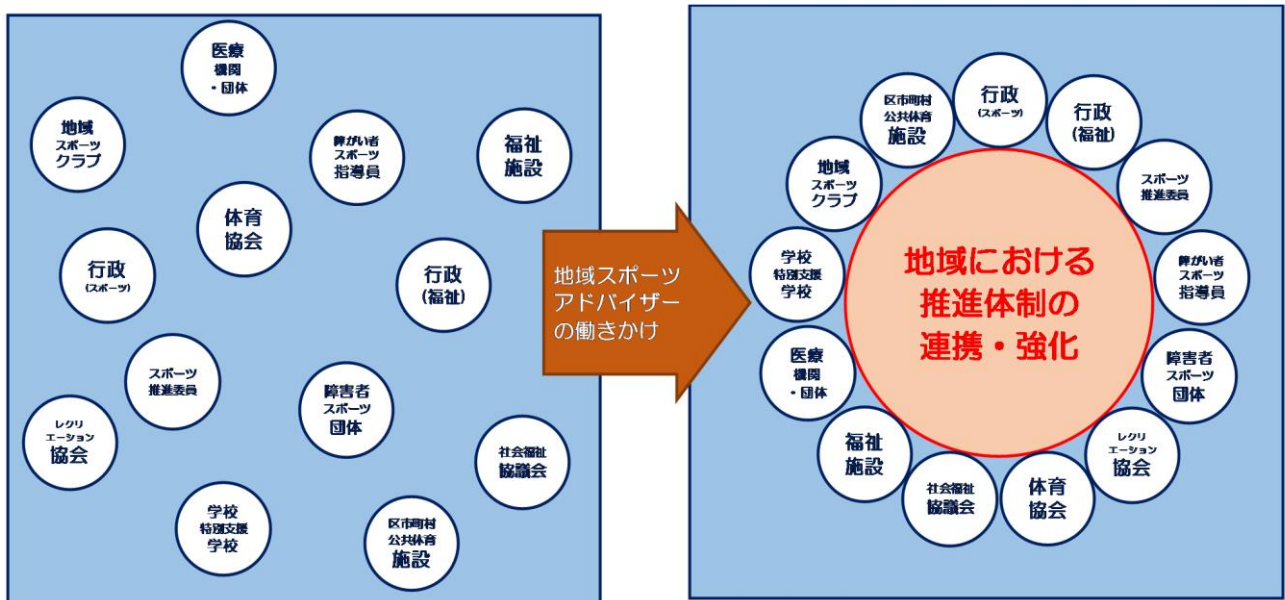 医療
機関
・団体
地域
スポーツ
クラブ
障がい者
スポーツ
指導員
福祉
施設
体育
協会
行政
(スポーツ)
行政
(福祉)
スポーツ
推進委員
障害者
スポーツ
団体
レクリ
エーション
協会
社会福祉
協議会
学校
特別支援
学校
区市町村
公共体育
施設
地域スポーツ
アドバイザー
の働きかけ
行政
(スポーツ)
行政
(福祉)
スポーツ
推進委員
障がい者
スポーツ
指導員
障害者
スポーツ
団体
レクリ
エーション
協会
体育
協会
社会福祉
協議会
福祉
施設
医療
機関
・団体
学校
特別支援
学校
地域
スポーツ
クラブ
区市町村
公共体育
施設
地域における
推進体制の
連携・強化